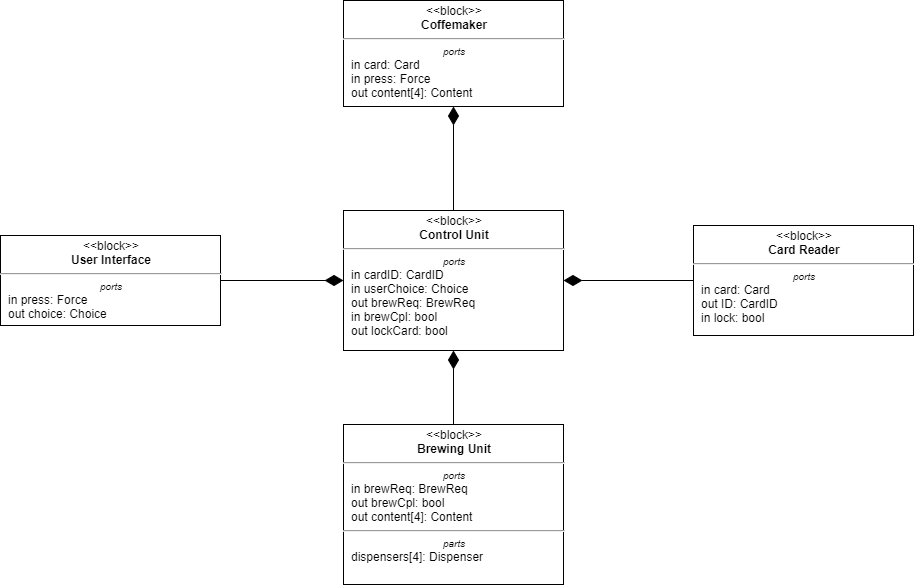 <<block>>
Coffemaker
ports
in card: Card
in press: Force
out content[4]: Content
<<block>>
User Interface
ports
in press: Force
out choice: Choice
<<block>>
Control Unit
ports
in cardID: CardID
in userChoice: Choice
out brewReq: BrewReq
in brewCpl: bool
out lockCard: bool
<<block>>
Card Reader
ports
in card: Card
out ID: CardID
in lock: bool
<<block>>
Brewing Unit
ports
in brewReq: BrewReq
out brewCpl: bool
out content[4]: Content
parts
dispensers[4]: Dispenser